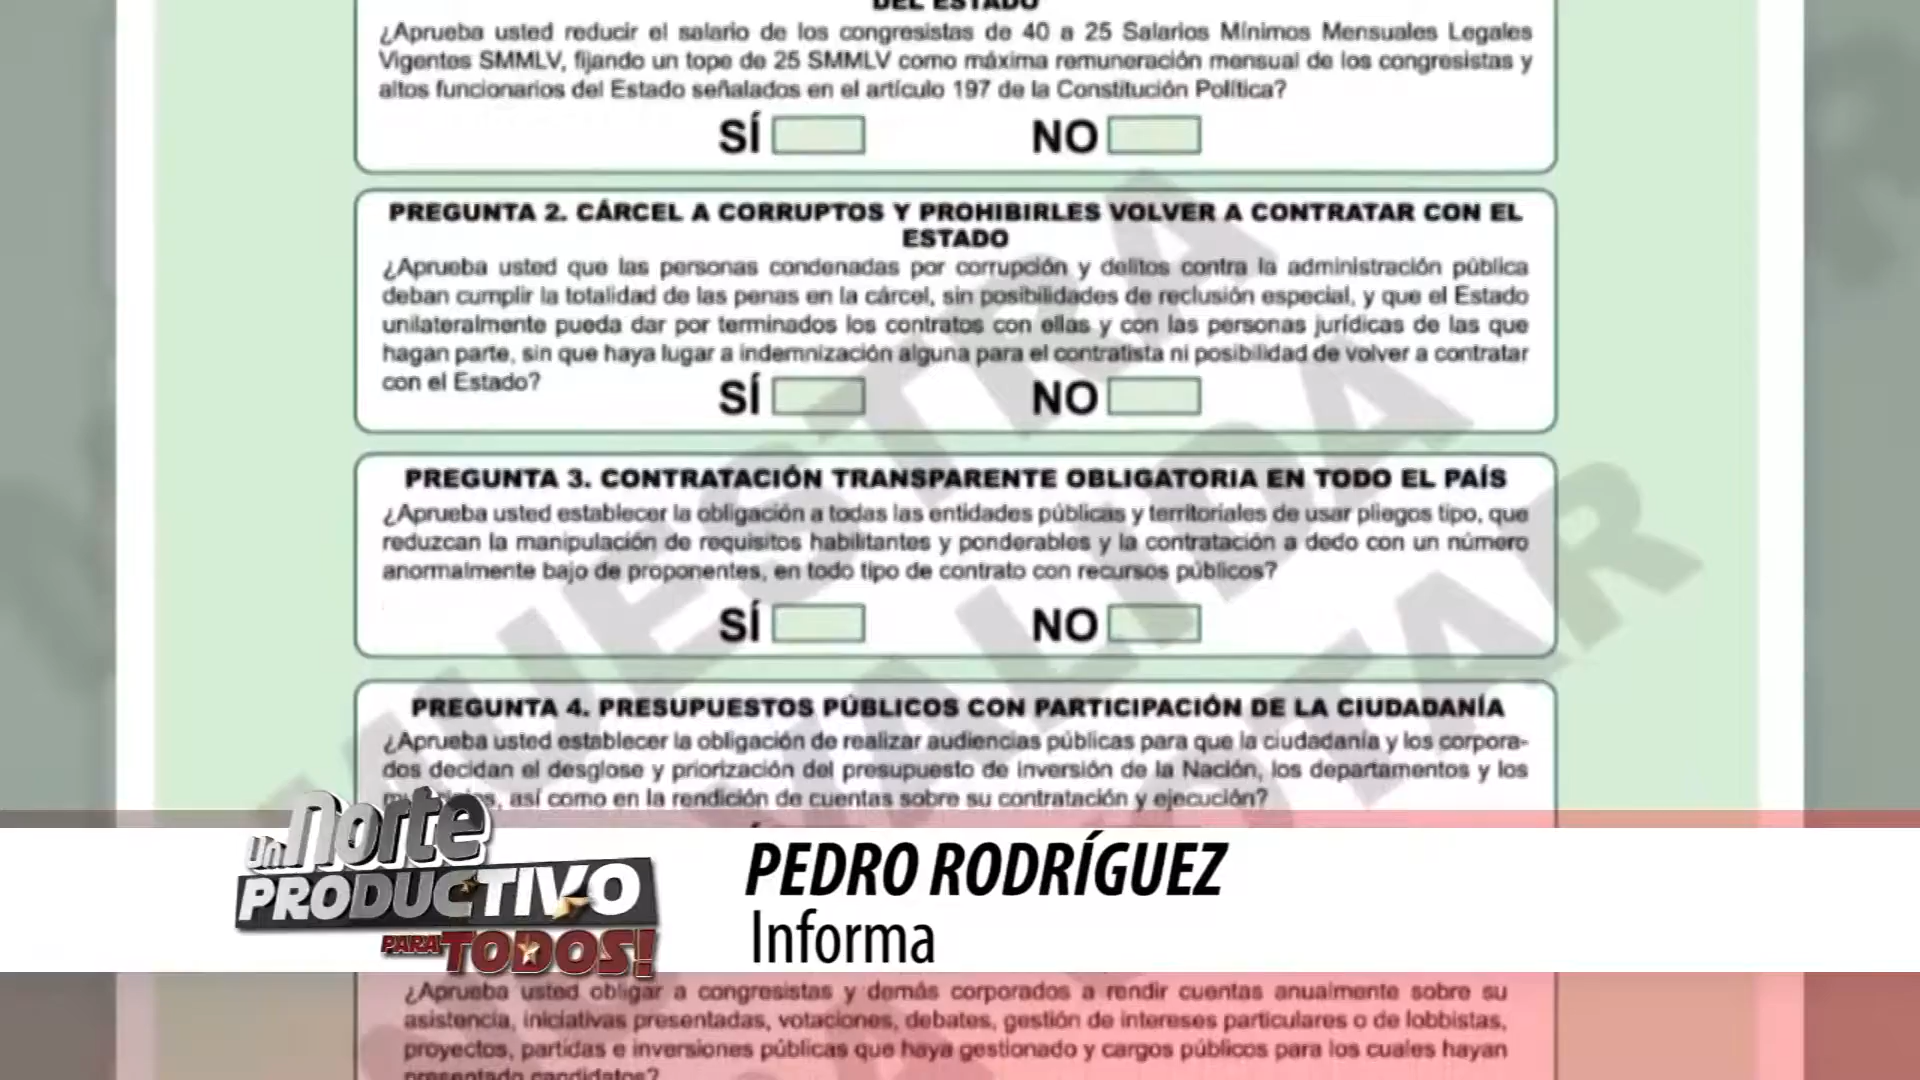 DEL ESTADO
¿Aprueba usted reducir el salario de los congresistas de 40 a 25 Salarios Mínimos Mensuales Legales
Vigentes SMMLV, fijando un tope de 25 SMMLV como máxima remuneración mensual de los congresistas y
altos funcionarios del Estado señalados en el artículo 197 de la Constitución Política?
SÍ NO
PREGUNTA 2. CÁRCEL A CORRUPTOS Y PROHIBIRLES VOLVER A CONTRATAR CON EL
ESTADO
¿Aprueba usted que las personas condenadas por corrupción y delitos contra la administración pública
deban cumplir la totalidad de las penas en la cárcel, sin posibilidades de reclusión especial, y que el Estado
unilateralmente pueda dar por terminados los contratos con ellas y con las personas jurídicas de las que
hagan parte, sin que haya lugar a indemnización alguna para el contratista ni posibilidad de volver a contratar
con el Estado?
SÍ NO
PREGUNTA 3. CONTRATACIÓN TRANSPARENTE OBLIGATORIA EN TODO EL PAÍS
¿Aprueba usted establecer la obligación a todas las entidades públicas y territoriales de usar pliegos tipo, que
reduzcan la manipulación de requisitos habilitantes y ponderables y la contratación a dedo con un número
anormalmente bajo de proponentes, en todo tipo de contrato con recursos públicos?
SÍ NO
PREGUNTA 4. PRESUPUESTOS PÚBLICOS CON PARTICIPACIÓN DE LA CIUDADANÍA
¿Aprueba usted establecer la obligación de realizar audiencias públicas para que la ciudadanía y los corpora-
dos decidan el desglose y priorización del presupuesto de inversión de la Nación, los departamentos y los
así como en la rendición de cuentas sobre su contratación y ejecución?
un Norte
PRODUCTIVO
PARA TODOS!
PEDRO RODRÍGUEZ
Informa
¿Aprueba usted obligar a congresistas y demás corporados a rendir cuentas anualmente sobre su
asistencia, iniciativas presentadas, votaciones, debates, gestión de intereses particulares o de lobbistas,
proyectos, partidas e inversiones públicas que haya gestionado y cargos públicos para los cuales hayan
presentado candidatos?